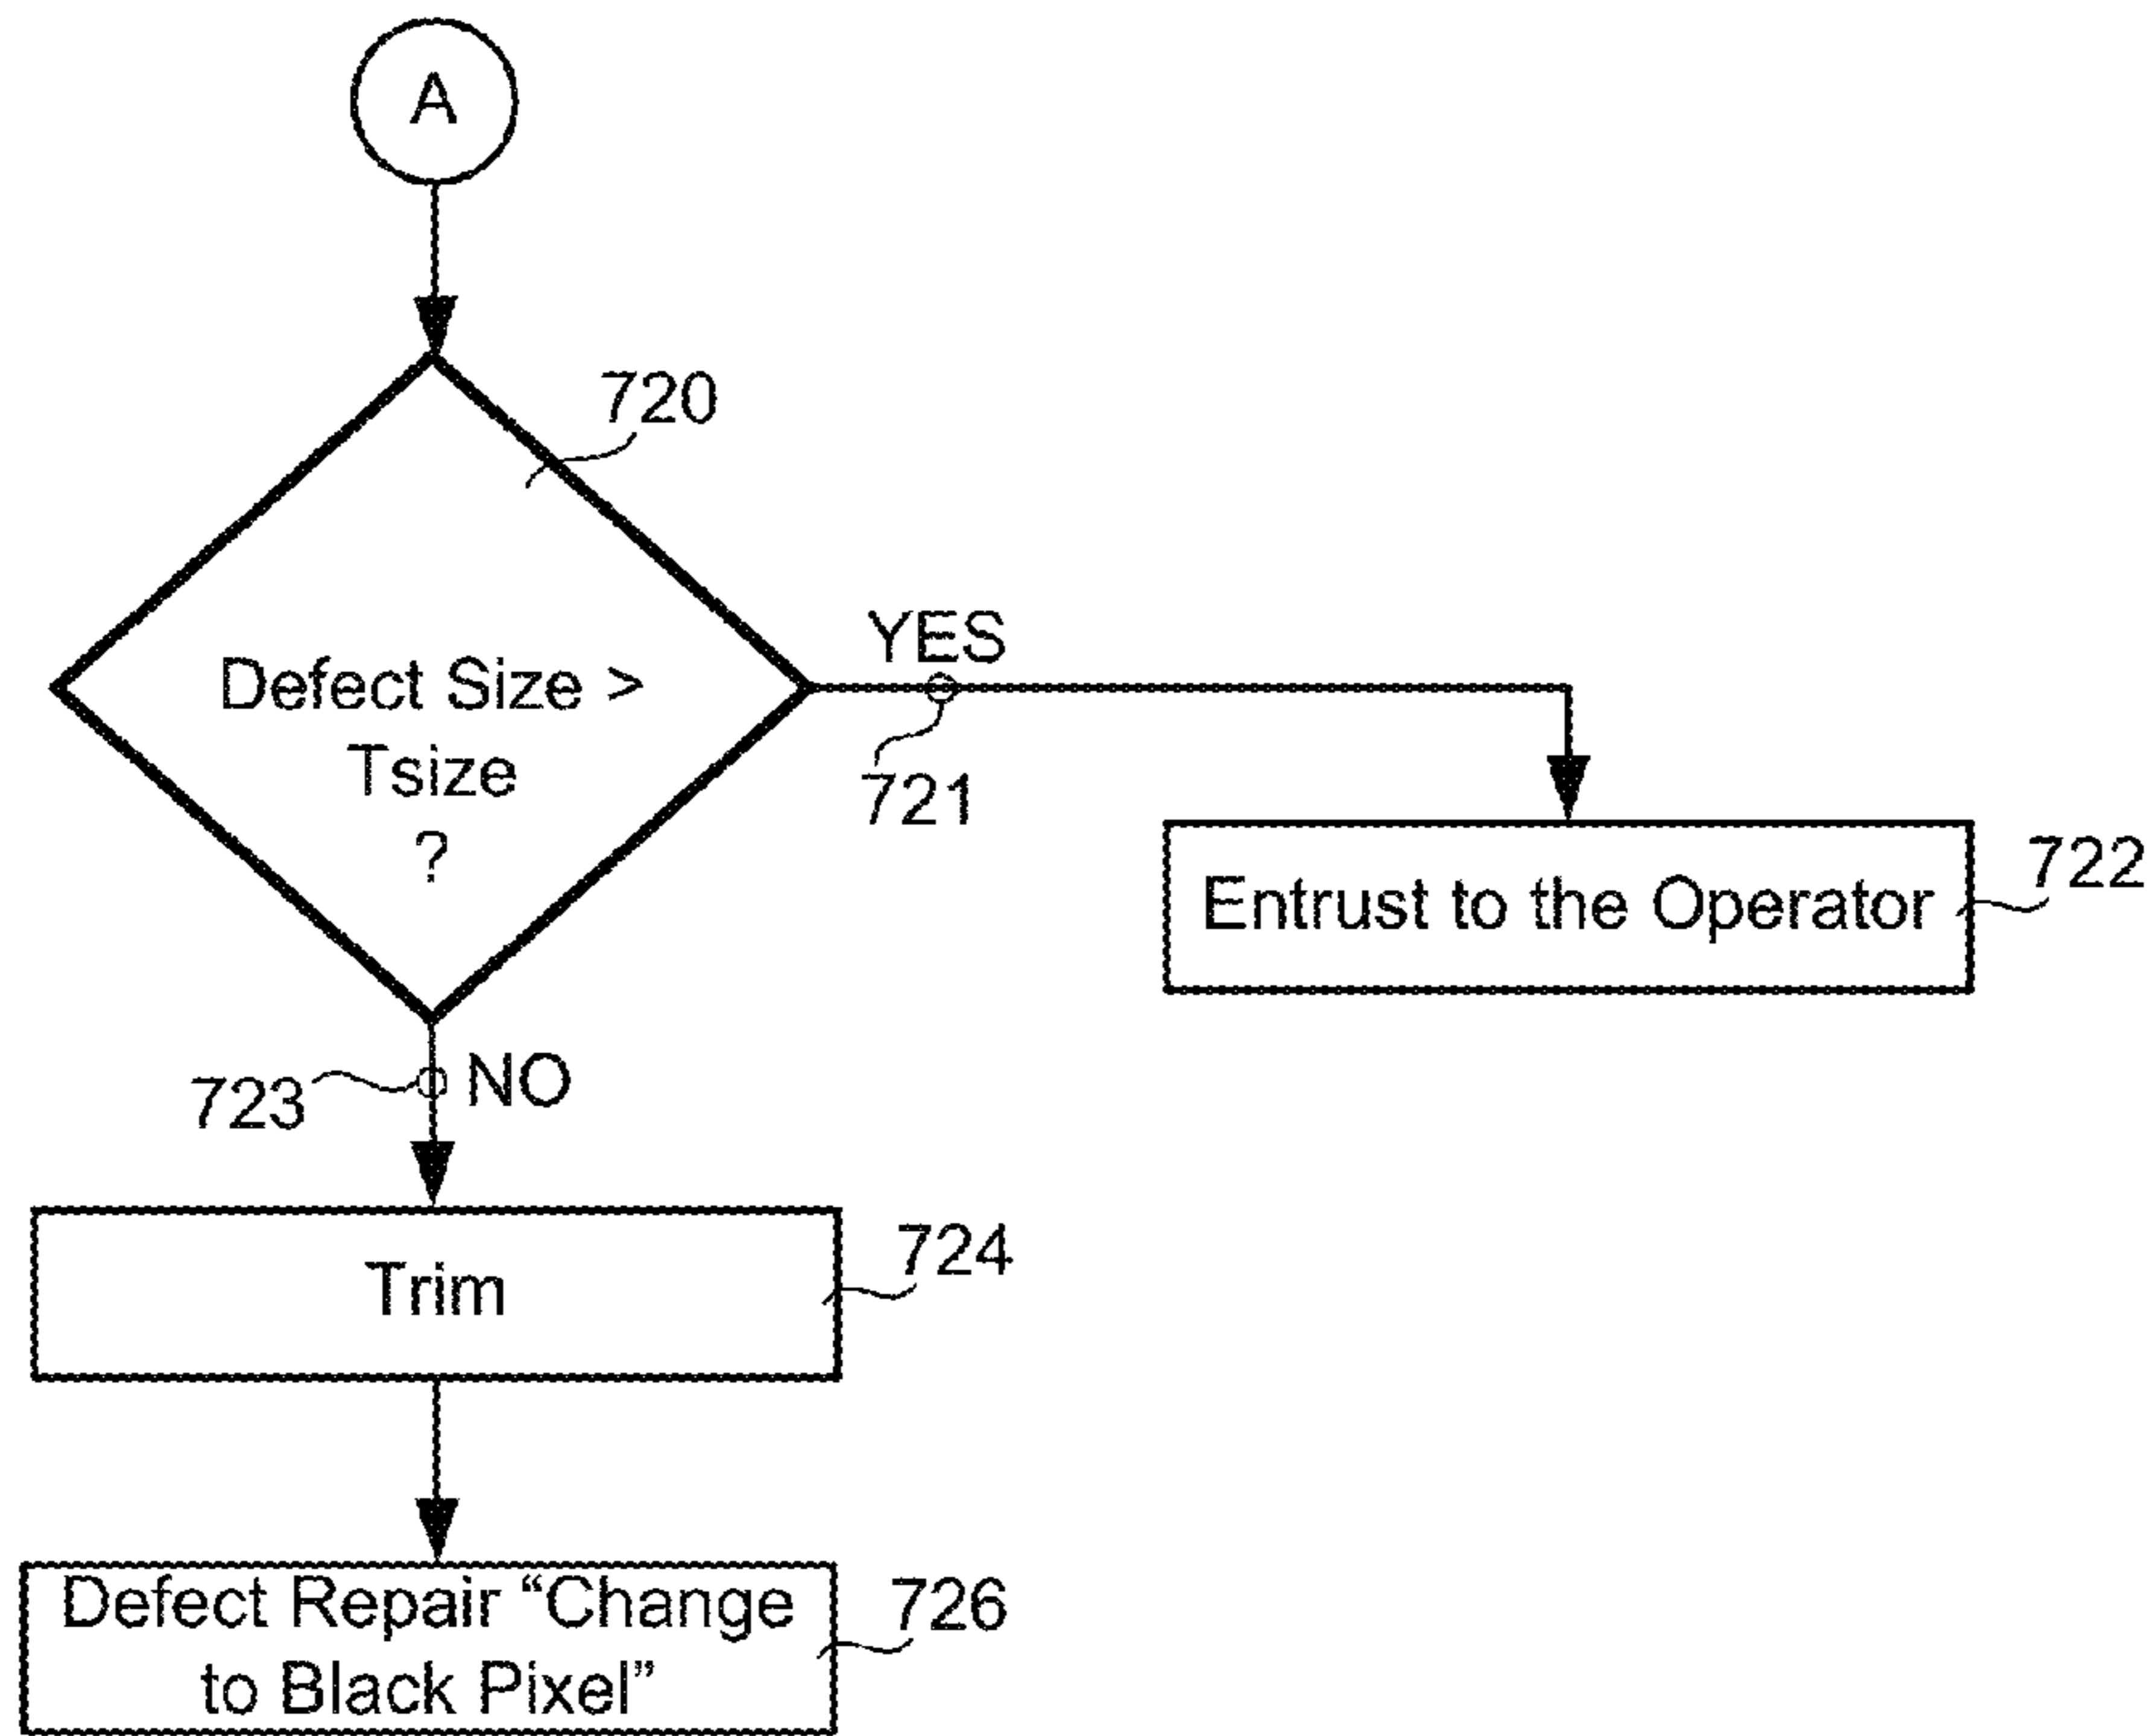 A
720
Defect Size >
Tsize
?
YES
721
Entrust to the Operator
722
723
NO
Trim
724
Defect Repair “Change
to Black Pixel”
726